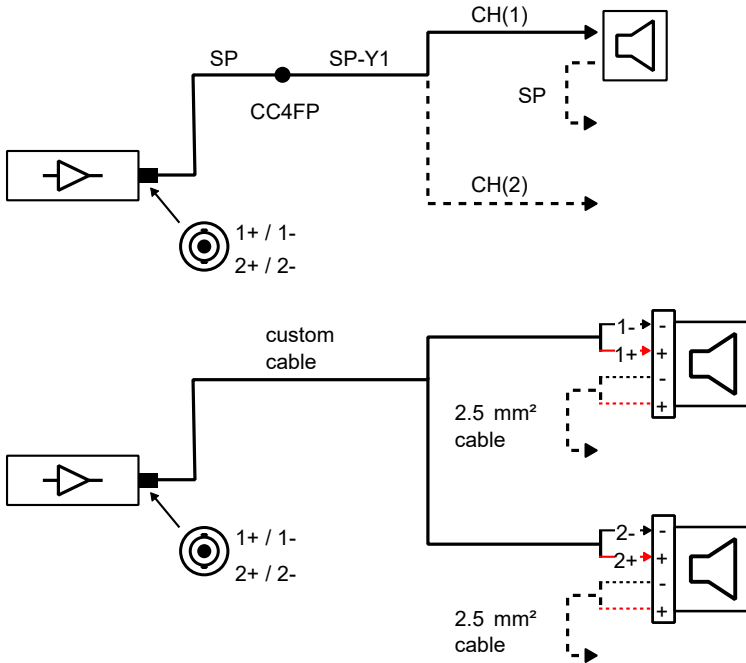 CH(1)
SP
SP-Y1
SP
CC4FP
CH(2)
1+ / 1-
2+ / 2-
custom
cable
1-
-
1+
+
-
+
2.5 mm²
cable
2-
-
2+
+
-
+
1+ / 1-
2+ / 2-
2.5 mm²
cable